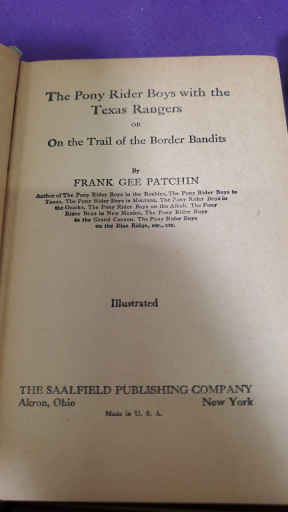 The Pony Rider Boys with the
Texas Rangers
OR
On the Trail of the Border Bandits
By
FRANK GEE PATCHIN
Author of The Pony Rider Boys in the Rockies, The Pony Rider Boys in
Texas, The Pony Rider Boys in Montana, The Pony Rider Boys in
the Ozarks, The Pony Rider Boys on the Alkali, The Pony
Rider Boys in New Mexico, The Pony Rider Boys
in the Grand Canyon, The Pony Rider Boys
on the Blue Ridge, etc., etc.
Illustrated
THE SAALFIELD PUBLISHING COMPANY
Akron, Ohio New York
Made in U. S. A.